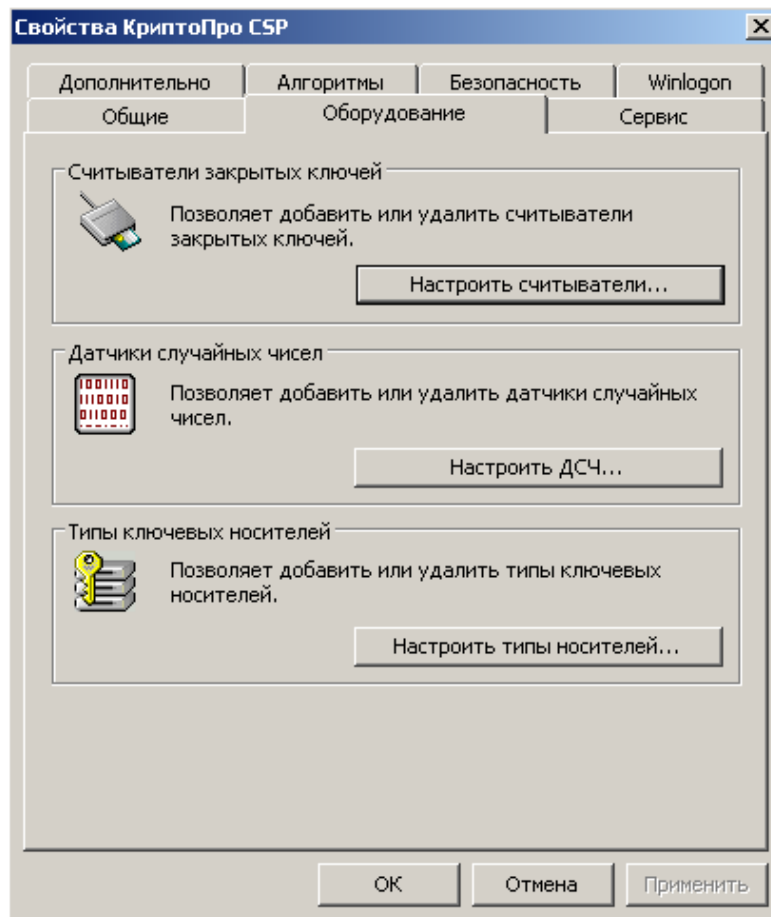 Свойства КриптоПро CSP
Дополнительно
Алгоритмы
Безопасность
Winlogon
Общие
Оборудование
Сервис
Считыватели закрытых ключей
Позволяет добавить или удалить считыватели
закрытых ключей.
Настроить считыватели...
Датчики случайных чисел
Позволяет добавить или удалить датчики случайных
чисел.
Настроить ДСЧ...
Типы ключевых носителей
Позволяет добавить или удалить типы ключевых
носителей.
Настроить типы носителей...
ОК
Отмена
Применить